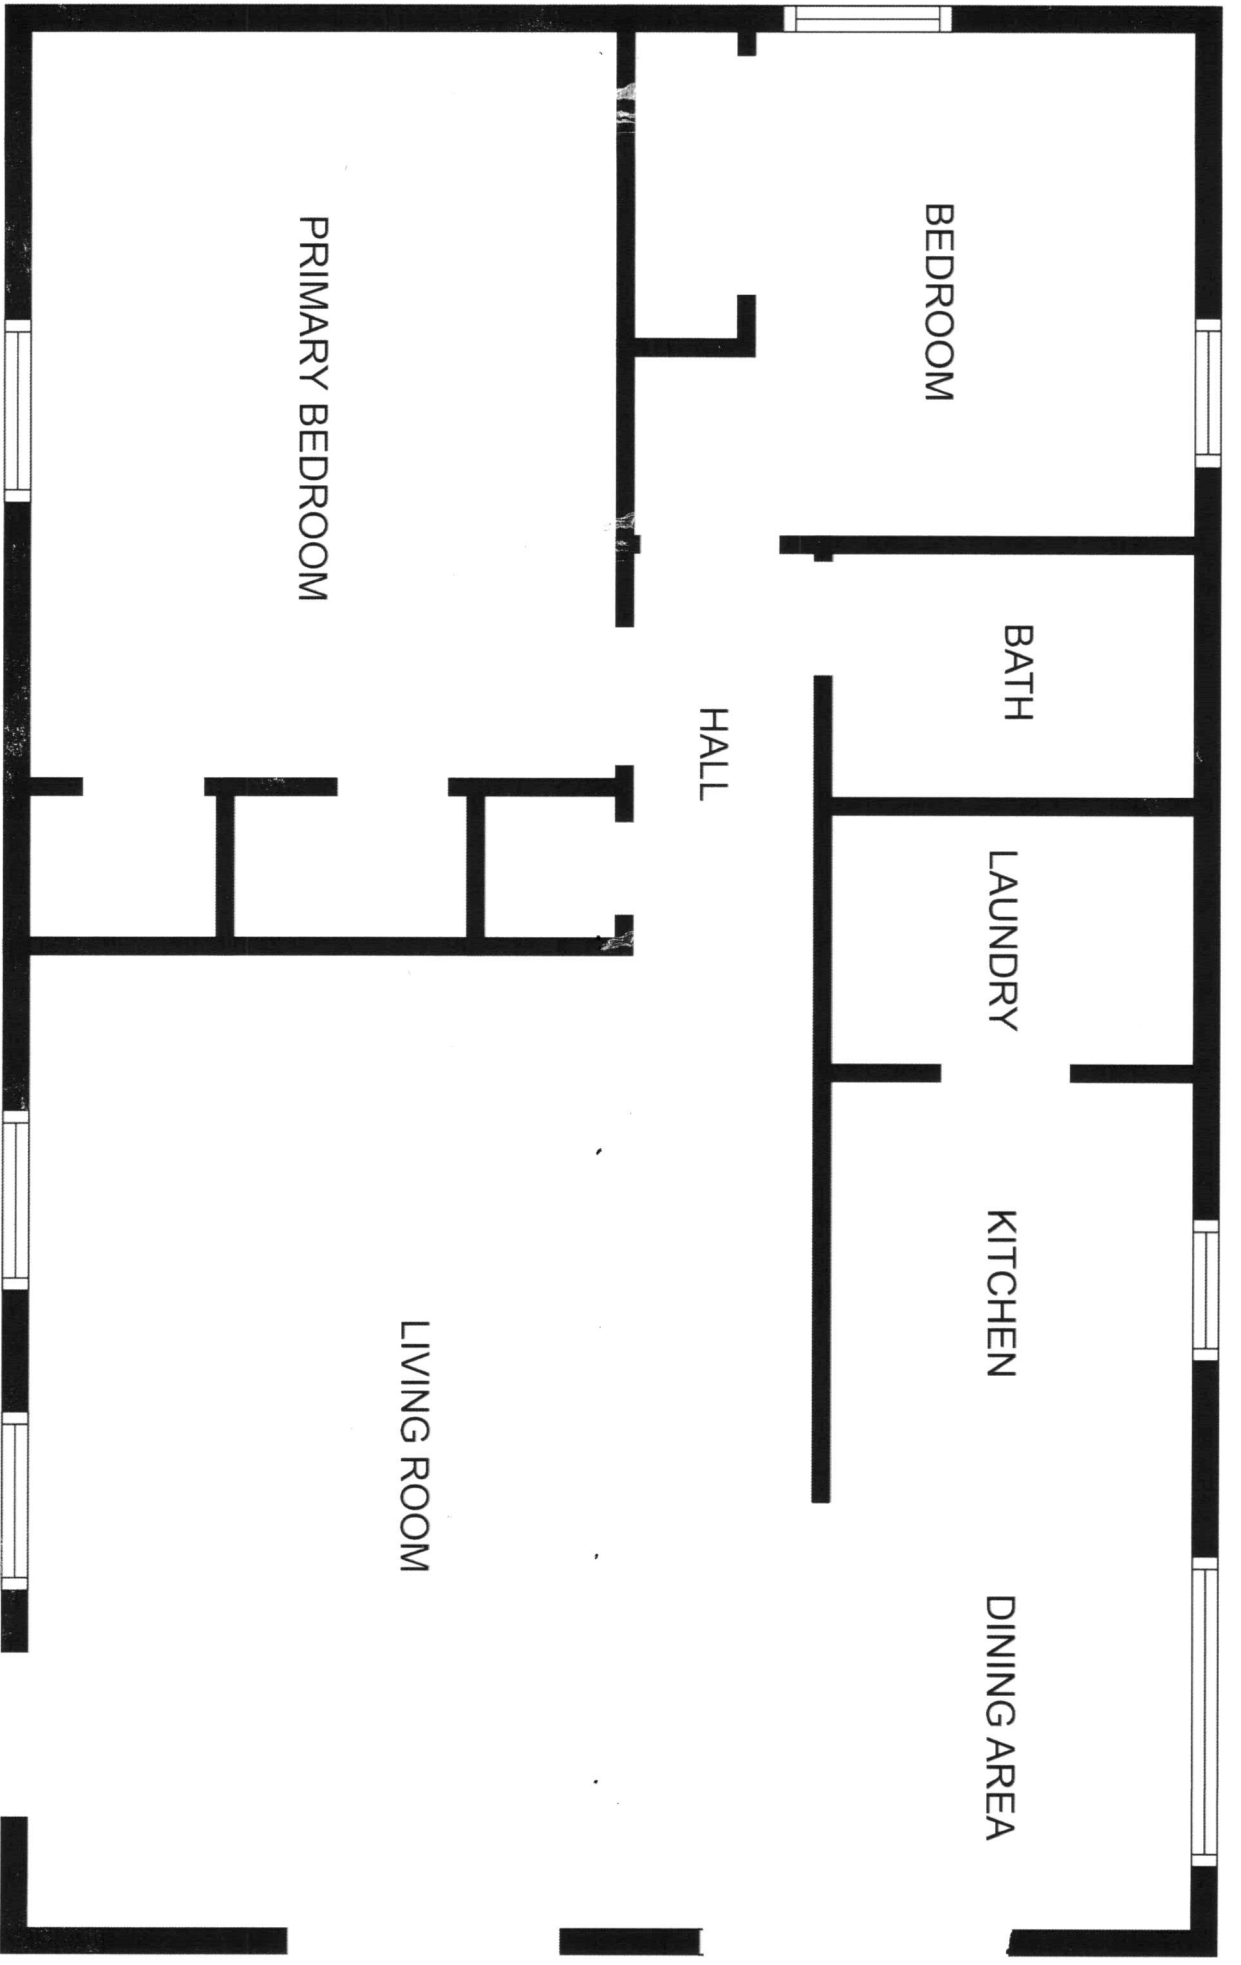 BEDROOM
BATH
LAUNDRY
KITCHEN
DINING AREA
HALL
PRIMARY BEDROOM
LIVING ROOM